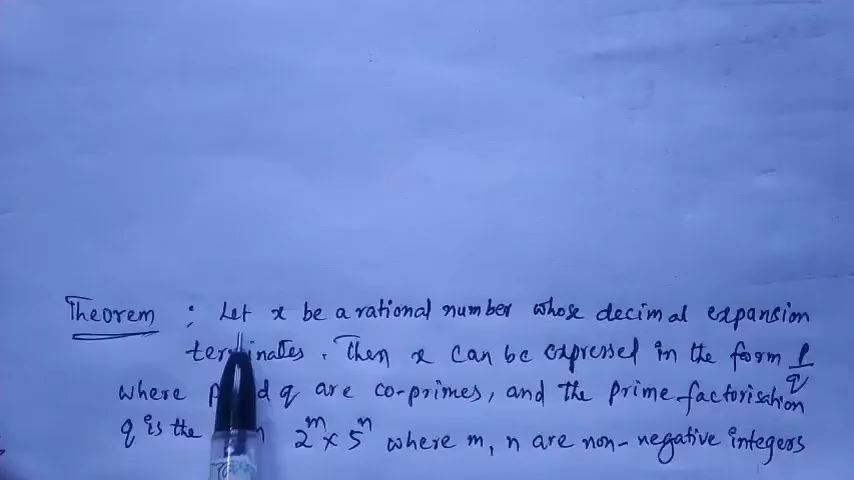 Theorem : Let x be a rational number whose decimal expansion
terminates. Then x can be expressed in the form p/q
where p d q are co-primes, and the prime factorisation
q is the 2^m x 5^n where m, n are non-negative integers